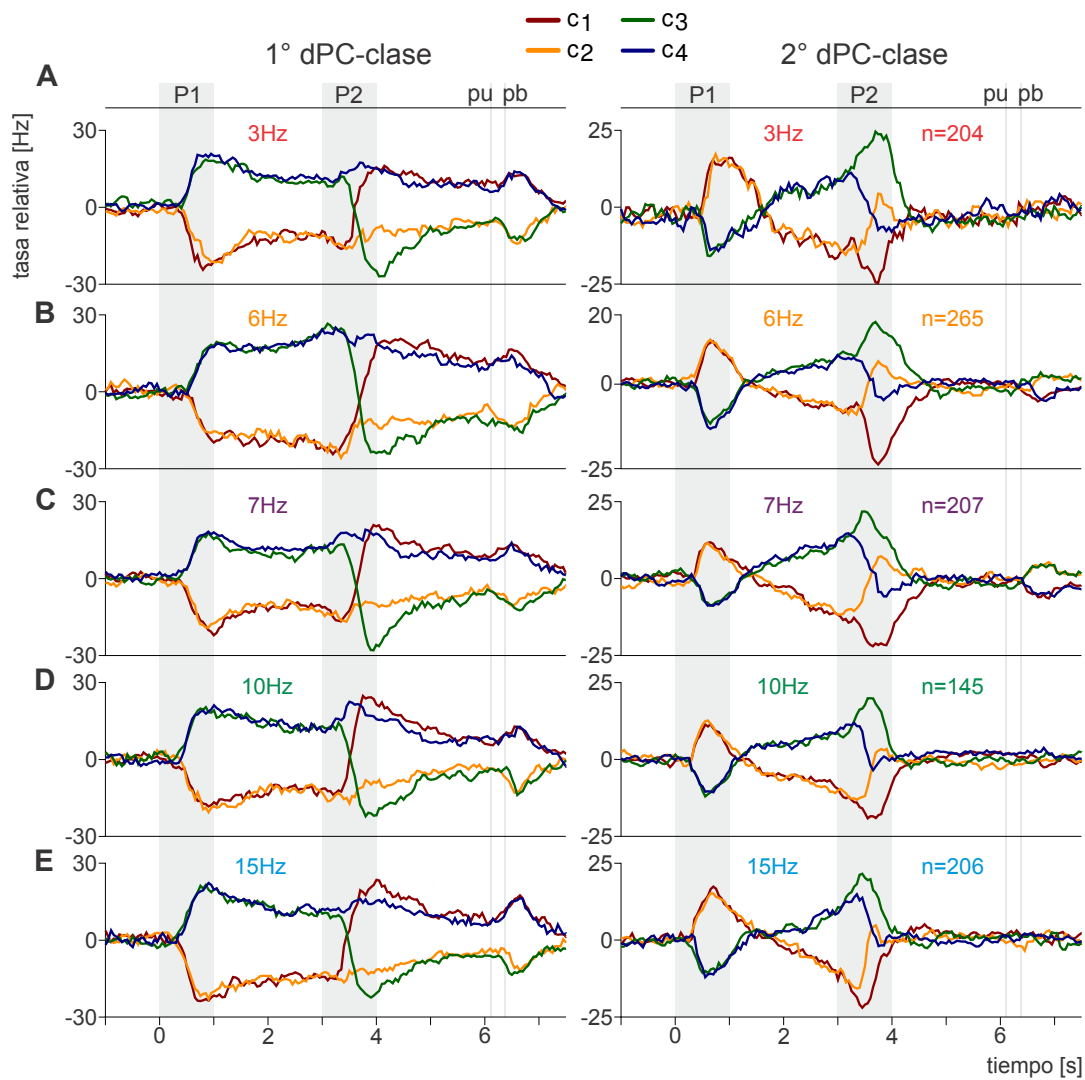 c1 c3
c2 c4
1° dPC-clase 2° dPC-clase
A
P1 P2 pu pb P1 P2 pu pb
tasa relativa [Hz]
30 3Hz 25 3Hz n=204
0 0
-30 -25
B
30 6Hz 20 6Hz n=265
0 0
-30 -25
C
30 7Hz 25 7Hz n=207
0 0
-30 -25
D
30 10Hz 25 10Hz n=145
0 0
-30 -25
E
30 15Hz 25 15Hz n=206
0 0
-30 -25
0 2 4 6 0 2 4 6
tiempo [s]